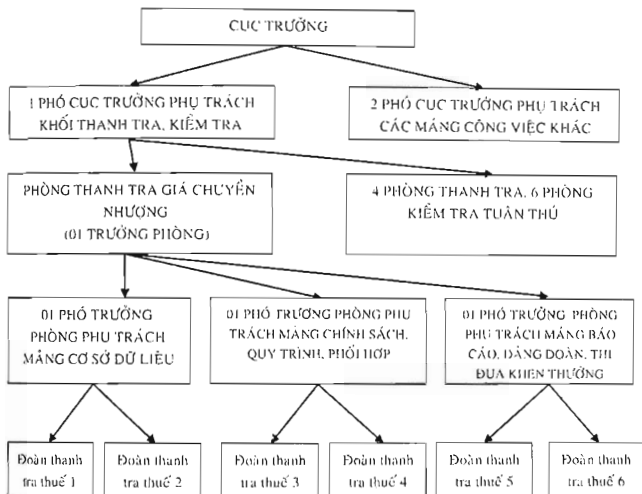 CỤC TRƯỞNG
1 PHÓ CỤC TRƯỞNG PHỤ TRÁCH
KHỐI THANH TRA, KIỂM TRA
2 PHÓ CỤC TRƯỞNG PHỤ TRÁCH
CÁC MẢNG CÔNG VIỆC KHÁC
PHÒNG THANH TRA GIÁ CHUYỂN
NHƯỢNG
(01 TRƯỞNG PHÒNG)
4 PHÒNG THANH TRA, 6 PHÒNG
KIỂM TRA TUÂN THỦ
01 PHÓ TRƯỞNG
PHÒNG PHỤ TRÁCH
MẢNG CƠ SỞ DỮ LIỆU
01 PHÓ TRƯỞNG PHÒNG PHỤ
TRÁCH MẢNG CHÍNH SÁCH,
QUY TRÌNH, PHỐI HỢP
01 PHÓ TRƯỞNG PHÒNG
PHỤ TRÁCH MẢNG BÁO
CÁO, ĐẢNG ĐOÀN, THI
ĐUA KHEN THƯỞNG
Đoàn thanh
tra thuế 1
Đoàn thanh
tra thuế 2
Đoàn thanh
tra thuế 3
Đoàn thanh
tra thuế 4
Đoàn thanh
tra thuế 5
Đoàn thanh
tra thuế 6